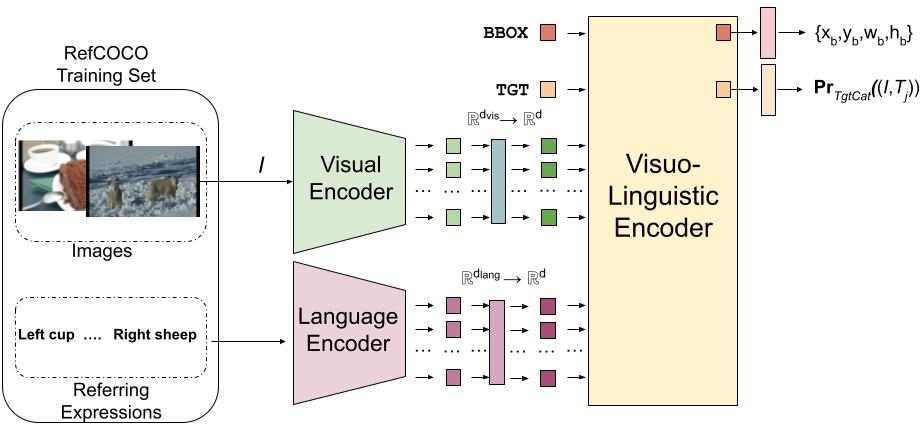 RefCOCO
Training Set
Images
Left cup .... Right sheep
Referring
Expressions
I
Visual
Encoder
Language
Encoder
ℝ^dvis → ℝ^d
... ... ... ...
ℝ^dlang → ℝ^d
... ... ... ...
BBOX
TGT
Visuo-
Linguistic
Encoder
{x_b,y_b,w_b,h_b}
Pr_TgtCat((I,T_j))